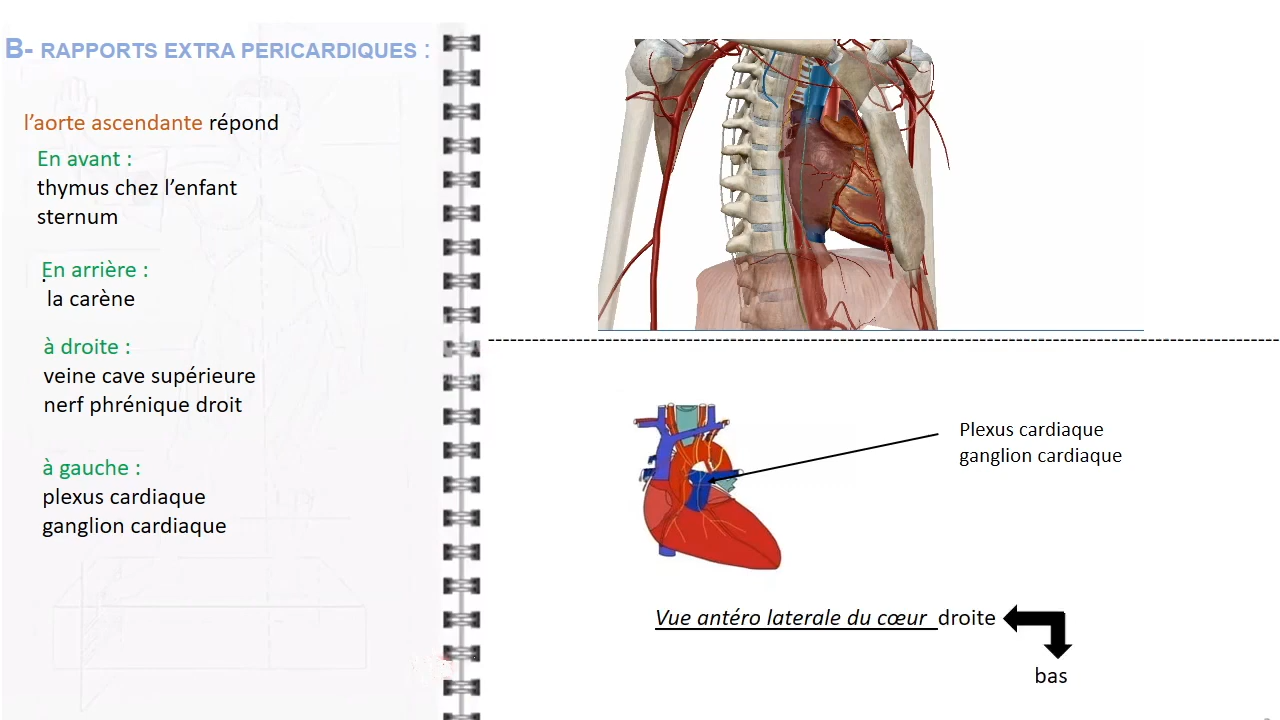 B- RAPPORTS EXTRA PERICARDIQUES :
l’aorte ascendante répond
En avant :
thymus chez l’enfant
sternum
En arrière :
la carène
à droite :
veine cave supérieure
nerf phrénique droit
à gauche :
plexus cardiaque
ganglion cardiaque
Plexus cardiaque
ganglion cardiaque
Vue antéro laterale du cœur droite
bas